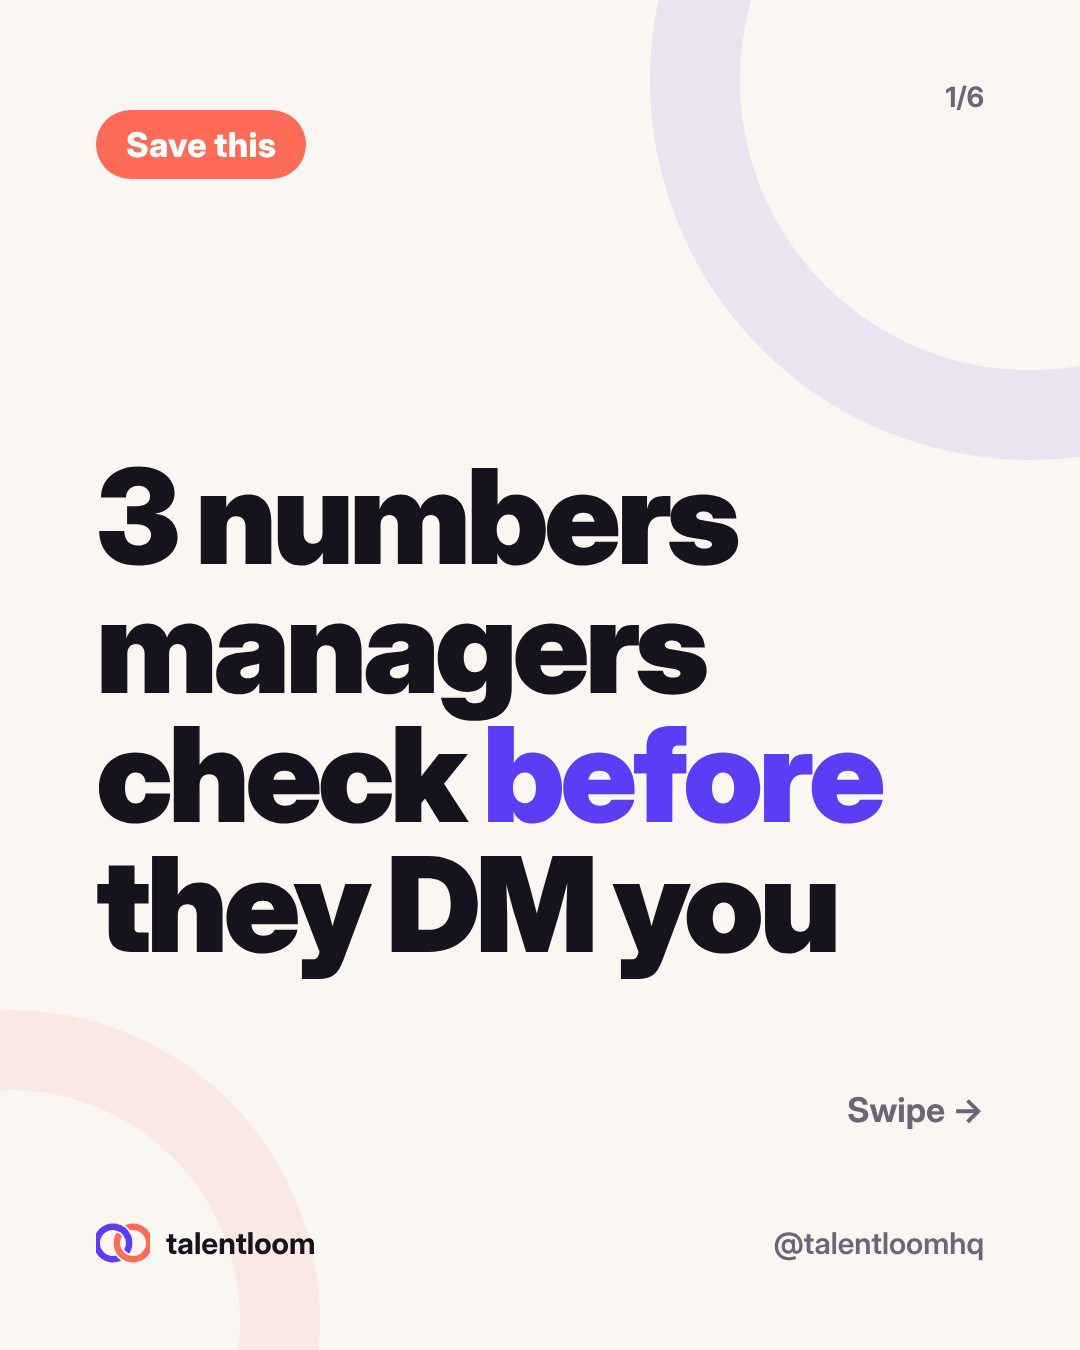 1/6
Save this
3 numbers
managers
check before
they DM you
Swipe →
talentloom
@talentloomhq